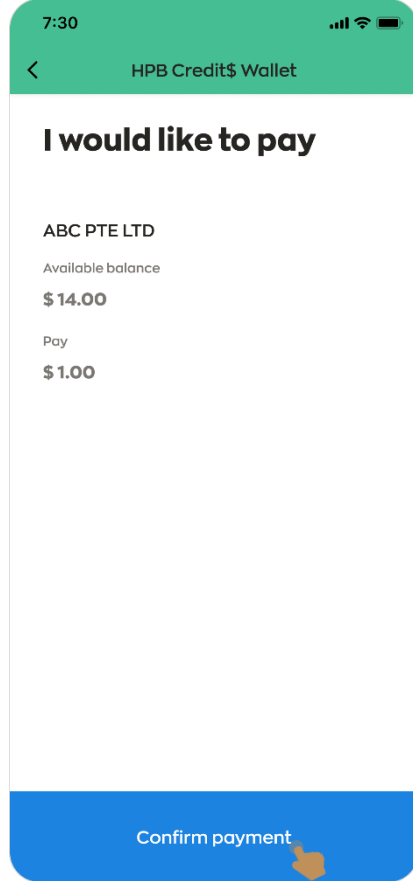 7:30
HPB Credit$ Wallet
I would like to pay
ABC PTE LTD
Available balance
$ 14.00
Pay
$ 1.00
Confirm payment